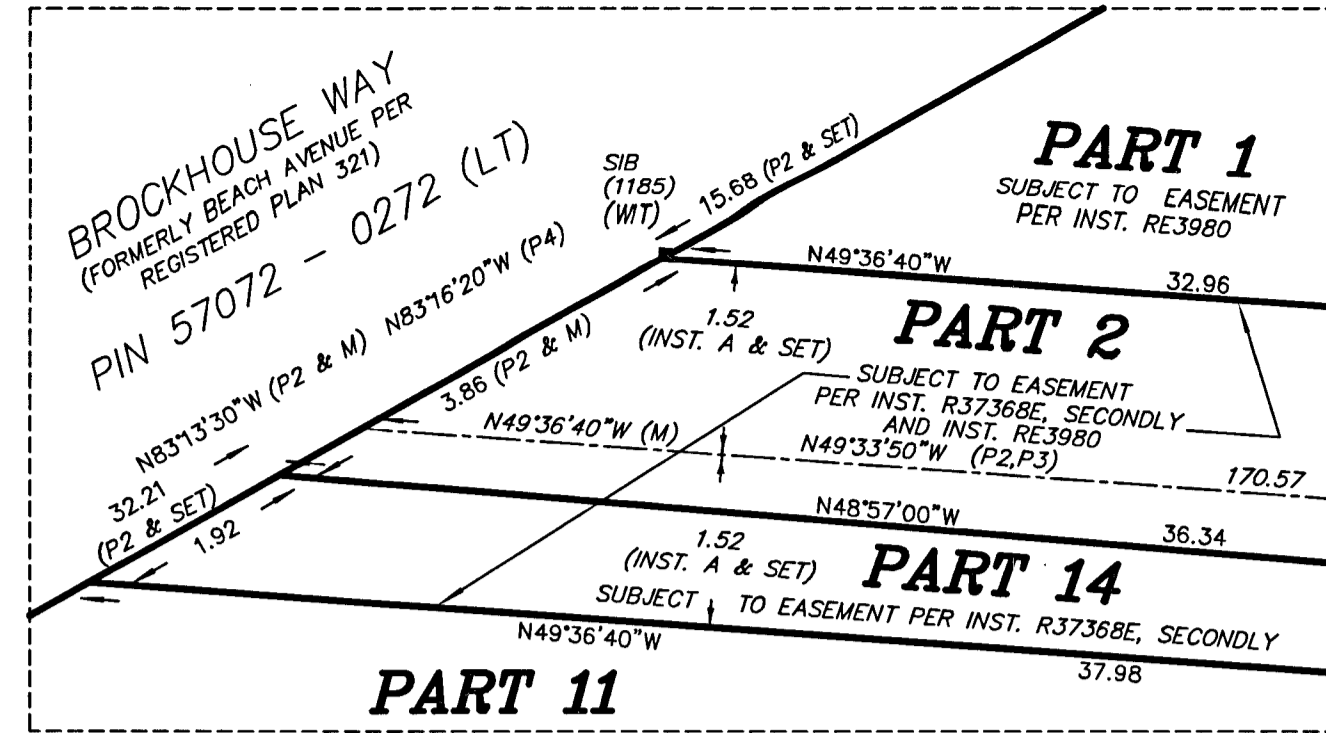 BROCKHOUSE WAY
(FORMERLY BEACH AVENUE PER
REGISTERED PLAN 321)
PIN 57072 - 0272 (LT)
SIB
(1185)
(WIT)
15.68 (P2 & SET)
PART 1
SUBJECT TO EASEMENT
PER INST. RE3980
N49°36'40"W
32.96
N83°13'30"W (P2 & M) N83°16'20"W (P4)
3.86 (P2 & M)
1.52
(INST. A & SET)
PART 2
SUBJECT TO EASEMENT
PER INST. R37368E, SECONDLY
AND INST. RE3980
N49°36'40"W (M)
N49°33'50"W (P2,P3)
170.57
32.21
(P2 & SET)
1.92
N48°57'00"W
36.34
1.52
(INST. A & SET)
PART 14
SUBJECT TO EASEMENT PER INST. R37368E, SECONDLY
N49°36'40"W
37.98
PART 11